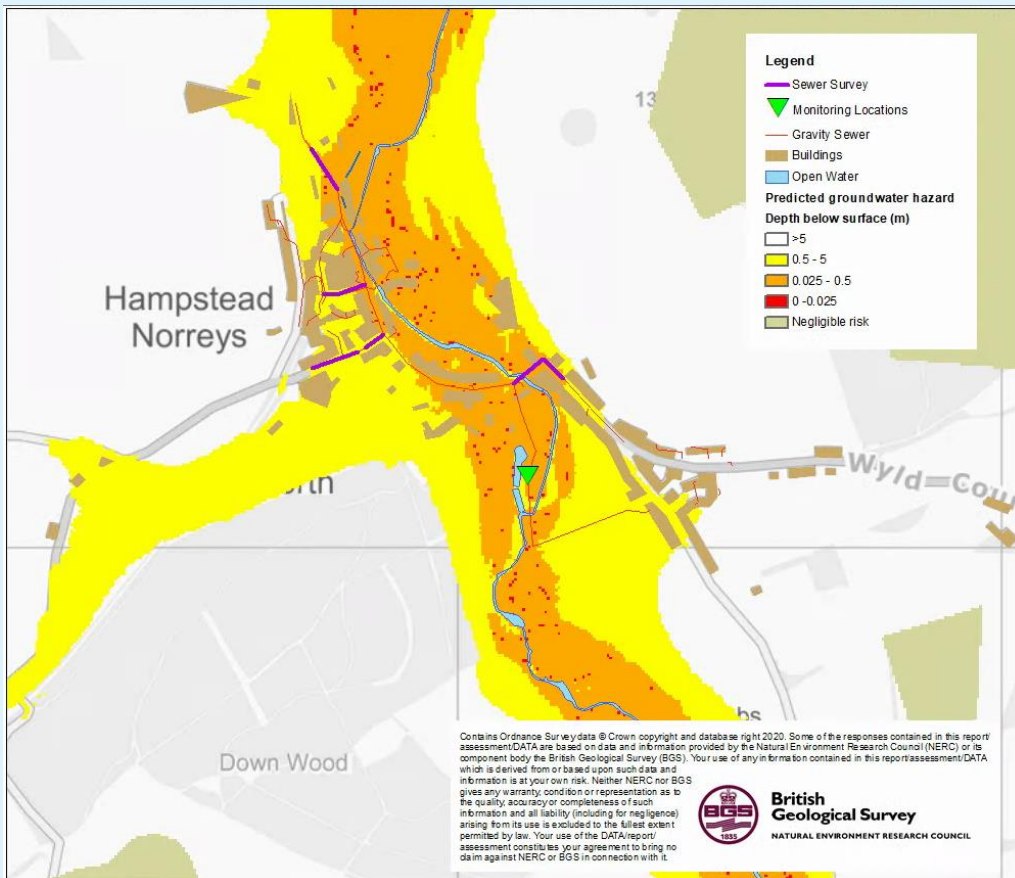 Legend
Sewer Survey
Monitoring Locations
Gravity Sewer
Buildings
Open Water
Predicted groundwater hazard
Depth below surface (m)
>5
0.5 - 5
0.025 - 0.5
0 -0.025
Negligible risk
13
Hampstead
Norreys
orth
Wyld Cou
Down Wood
bs
Contains Ordnance Survey data © Crown copyright and database right 2020. Some of the responses contained in this report/
assessment/DATA are based on data and information provided by the Natural Environment Research Council (NERC) or its
component body the British Geological Survey (BGS). Your use of any information contained in this report/assessment/DATA
which is derived from or based upon such data and
information is at your own risk. Neither NERC nor BGS
gives any warranty, condition or representation as to
the quality, accuracy or completeness of such
information and all liability (including for negligence)
arising from its use is excluded to the fullest extent
permitted by law. Your use of the DATA/report/
assessment constitutes your agreement to bring no
claim against NERC or BGS in connection with it.
BGS
1835
British
Geological Survey
NATURAL ENVIRONMENT RESEARCH COUNCIL